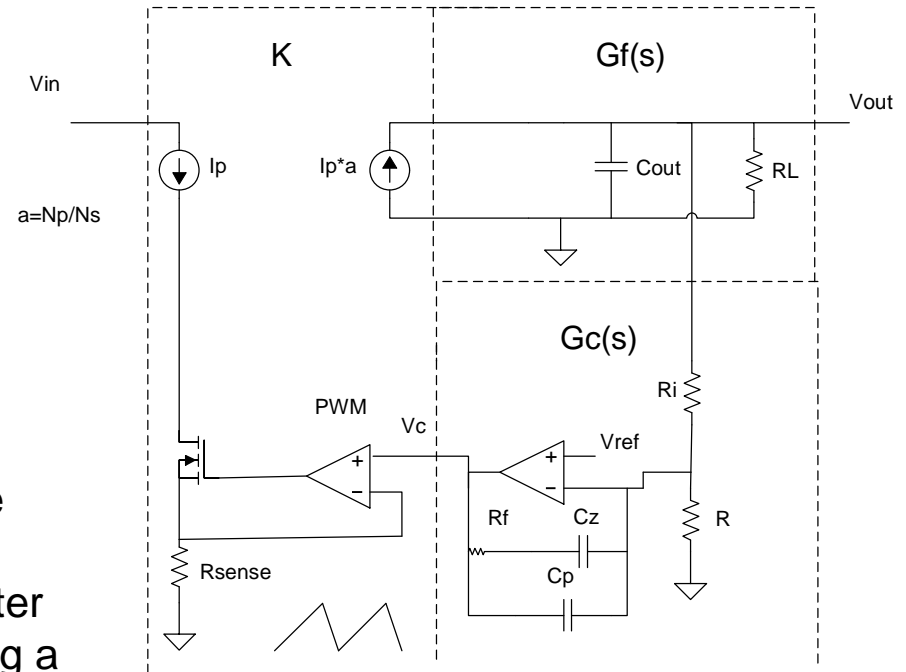 K
Gf(s)
Vin
Vout
Ip
Ip*a
Cout
RL
a=Np/Ns
Gc(s)
Ri
PWM
Vc
Vref
+
+
−
−
Rf
Cz
R
e
Cp
Rsense
ter
g a